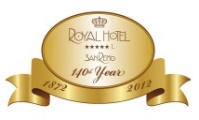 ROYAL HOTEL
★★★★★ L
SANREMO
140° Year
1872 2012